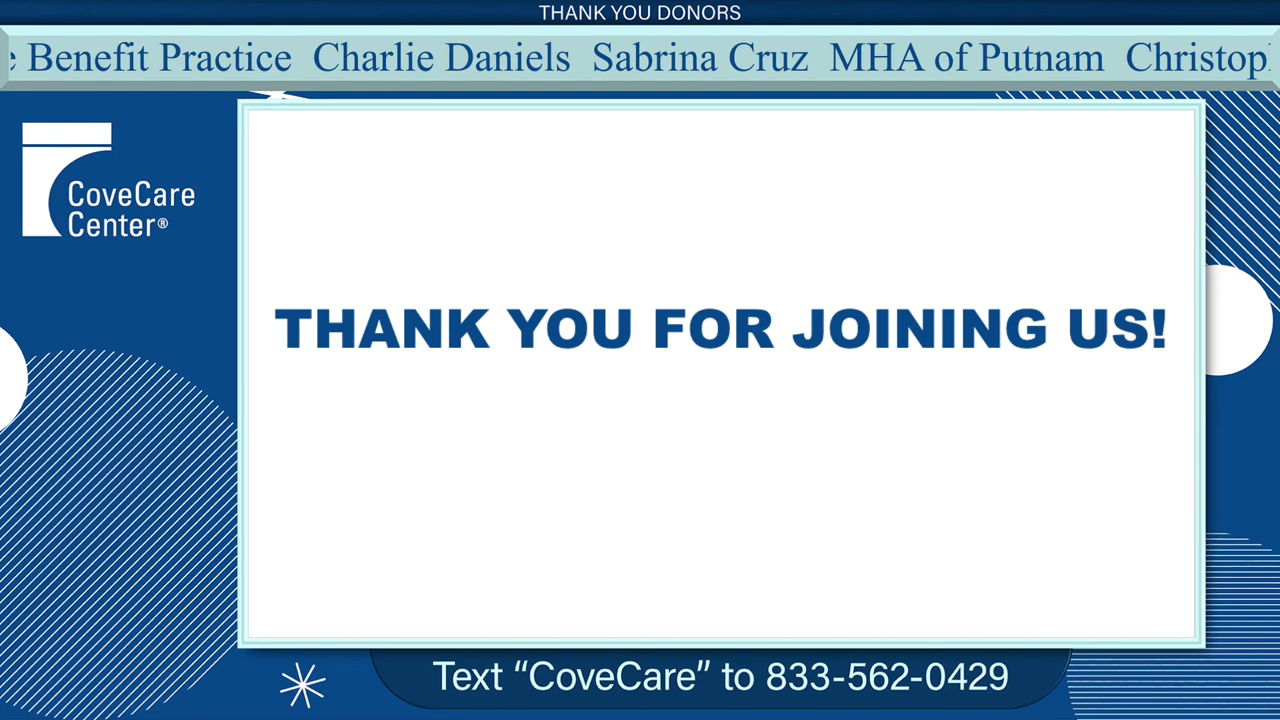 THANK YOU DONORS
Benefit Practice Charlie Daniels Sabrina Cruz MHA of Putnam
CoveCare
Center®
THANK YOU FOR JOINING US!
Text “CoveCare” to 833-562-0429